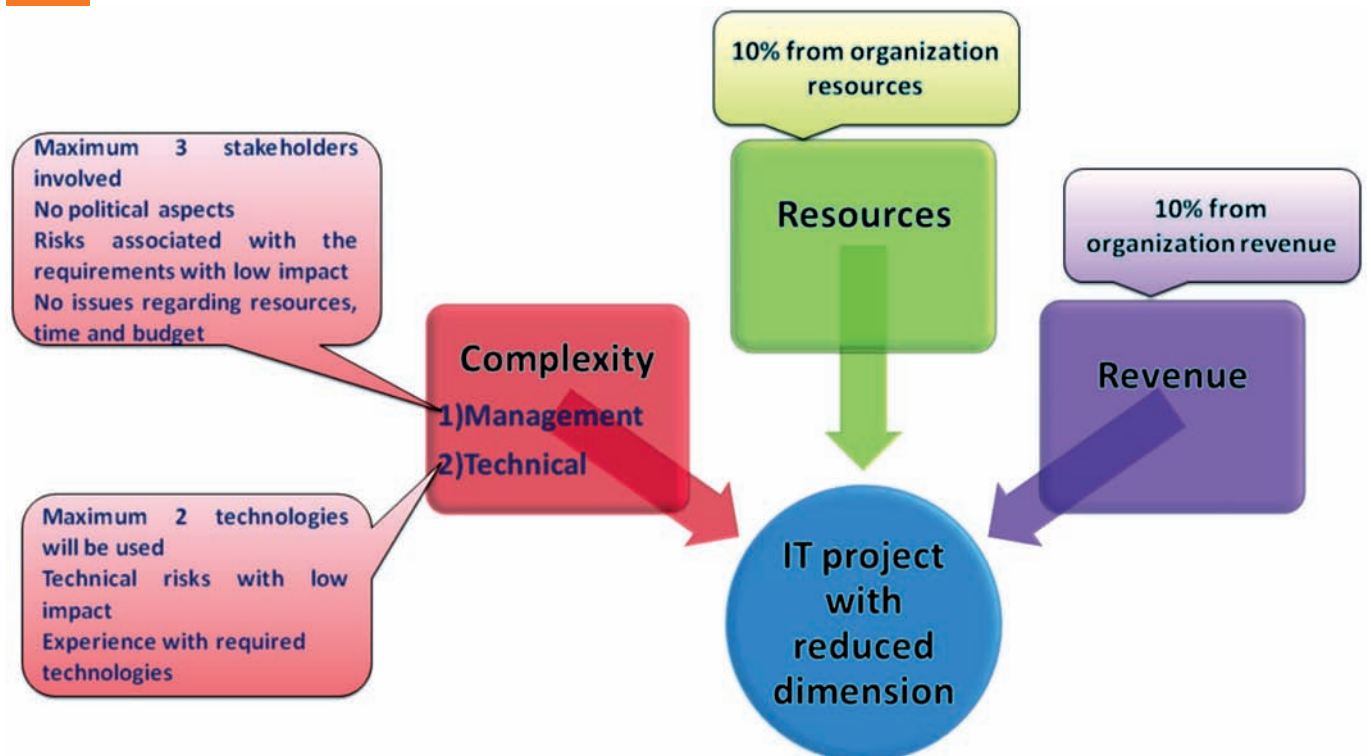 10% from organization
resources
Maximum 3 stakeholders
involved
No political aspects
Risks associated with the
requirements with low impact
No issues regarding resources,
time and budget
Resources
10% from
organization revenue
Complexity
1)Management
2)Technical
Revenue
Maximum 2 technologies
will be used
Technical risks with low
impact
Experience with required
technologies
IT project
with
reduced
dimension